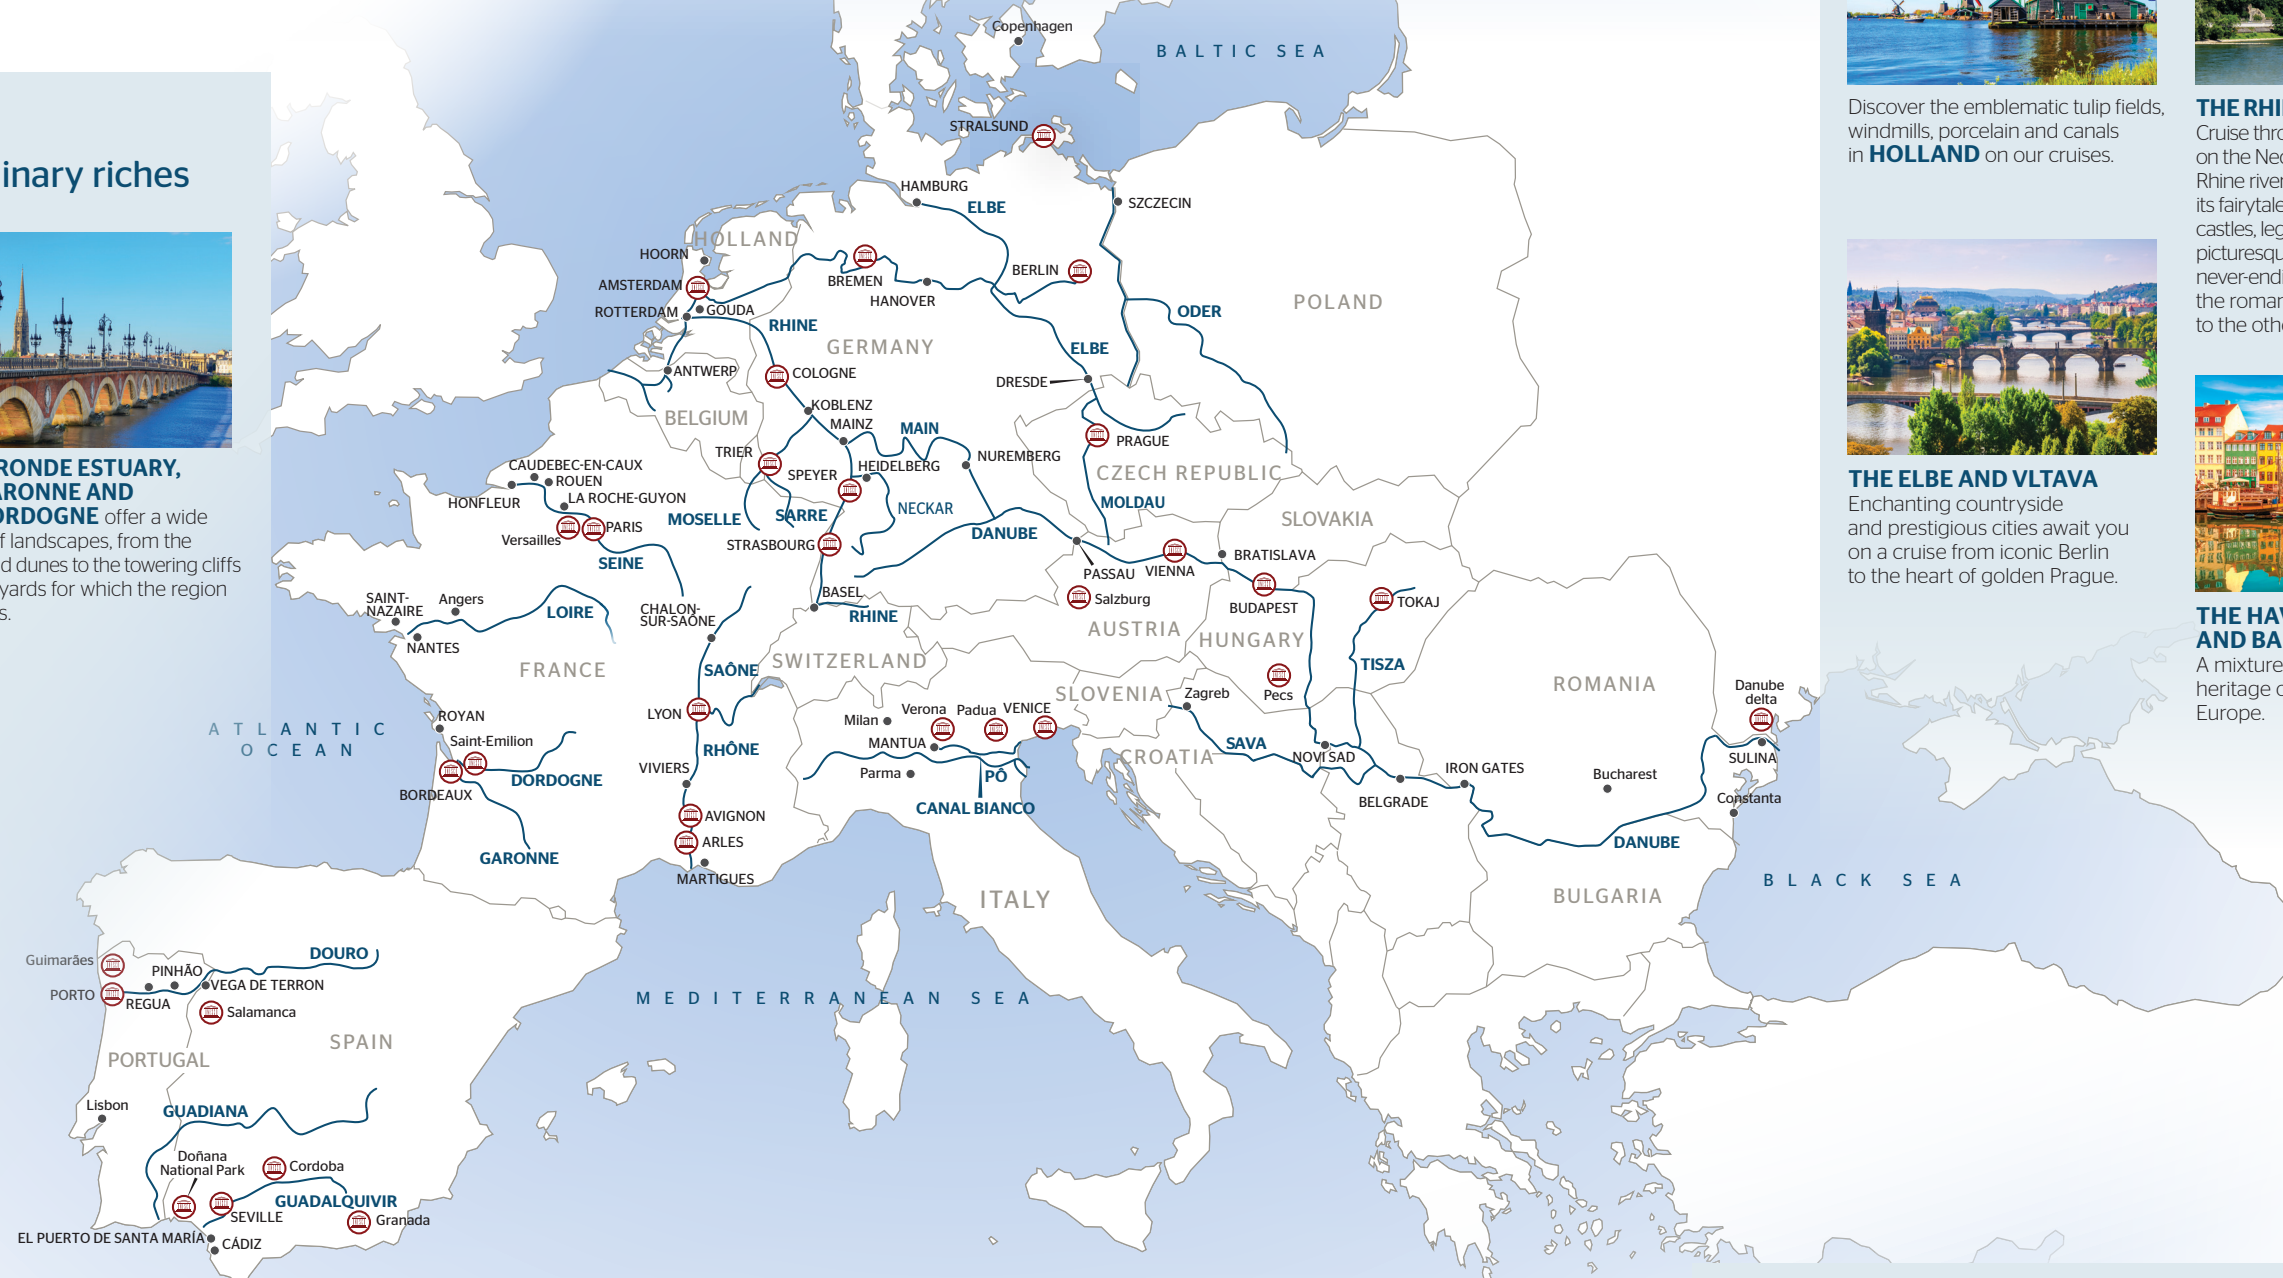 inary riches
RONDE ESTUARY,
ARONNE AND
ORDOGNE offer a wide
f landscapes, from the
d dunes to the towering cliffs
yards for which the region
s.
ATLANTIC
OCEAN
BALTIC SEA
MEDITERRANEAN SEA
BLACK SEA
Copenhagen
STRALSUND
HAMBURG
ELBE
SZCZECIN
HOLLAND
HOORN
AMSTERDAM
ROTTERDAM
GOUDA
BREMEN
HANOVER
BERLIN
ODER
POLAND
RHINE
GERMANY
ELBE
ANTWERP
COLOGNE
DRESDE
BELGIUM
KOBLENZ
MAINZ
MAIN
PRAGUE
TRIER
SPEYER
HEIDELBERG
NUREMBERG
CZECH REPUBLIC
CAUDEBEC-EN-CAUX
ROUEN
LA ROCHE-GUYON
HONFLEUR
PARIS
Versailles
MOSELLE
SARRE
NECKAR
MOLDAU
SLOVAKIA
STRASBOURG
DANUBE
SEINE
PASSAU
VIENNA
BRATISLAVA
Salzburg
BUDAPEST
TOKAJ
BASEL
RHINE
SAINT-
NAZAIRE
Angers
NANTES
LOIRE
CHALON-
SUR-SAÔNE
AUSTRIA
HUNGARY
FRANCE
SAÔNE
SWITZERLAND
TISZA
SLOVENIA
Zagreb
Pecs
ROMANIA
Danube
delta
LYON
Milan
Verona
Padua
VENICE
MANTUA
ROYAN
Saint-Emilion
DORDOGNE
BORDEAUX
RHÔNE
VIVIERS
Parma
PÔ
CANAL BIANCO
CROATIA
SAVA
NOVI SAD
BELGRADE
IRON GATES
Bucharest
SULINA
Constanta
AVIGNON
ARLES
MARTIGUES
GARONNE
DANUBE
BULGARIA
ITALY
Guimarães
PORTO
PINHÃO
REGUA
DOURO
VEGA DE TERRON
Salamanca
SPAIN
PORTUGAL
Lisbon
GUADIANA
Doñana
National Park
Cordoba
GUADALQUIVIR
SEVILLE
Granada
EL PUERTO DE SANTA MARÍA
CÁDIZ
Discover the emblematic tulip fields,
windmills, porcelain and canals
in HOLLAND on our cruises.
THE ELBE AND VLTAVA
Enchanting countryside
and prestigious cities await you
on a cruise from iconic Berlin
to the heart of golden Prague.
THE RHI
Cruise thro
on the Nec
Rhine river
its fairytale
castles, leg
picturesqu
never-endi
the roman
to the othe
THE HAV
AND BA
A mixture
heritage o
Europe.